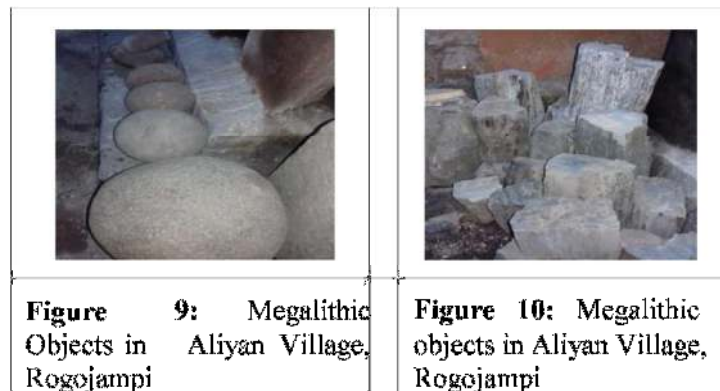 Figure 9: Megalithic
Objects in Aliyan Village,
Rogojampi
Figure 10: Megalithic
objects in Aliyan Village,
Rogojampi